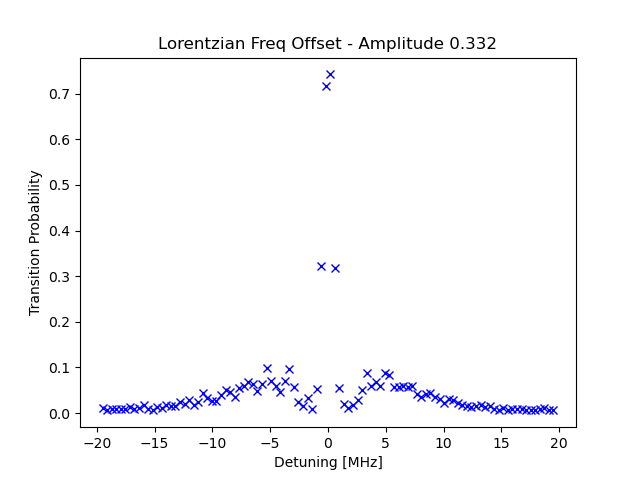 Lorentzian Freq Offset - Amplitude 0.332
Transition Probability
0.7
0.6
0.5
0.4
0.3
0.2
0.1
0.0
−20 −15 −10 −5 0 5 10 15 20
Detuning [MHz]